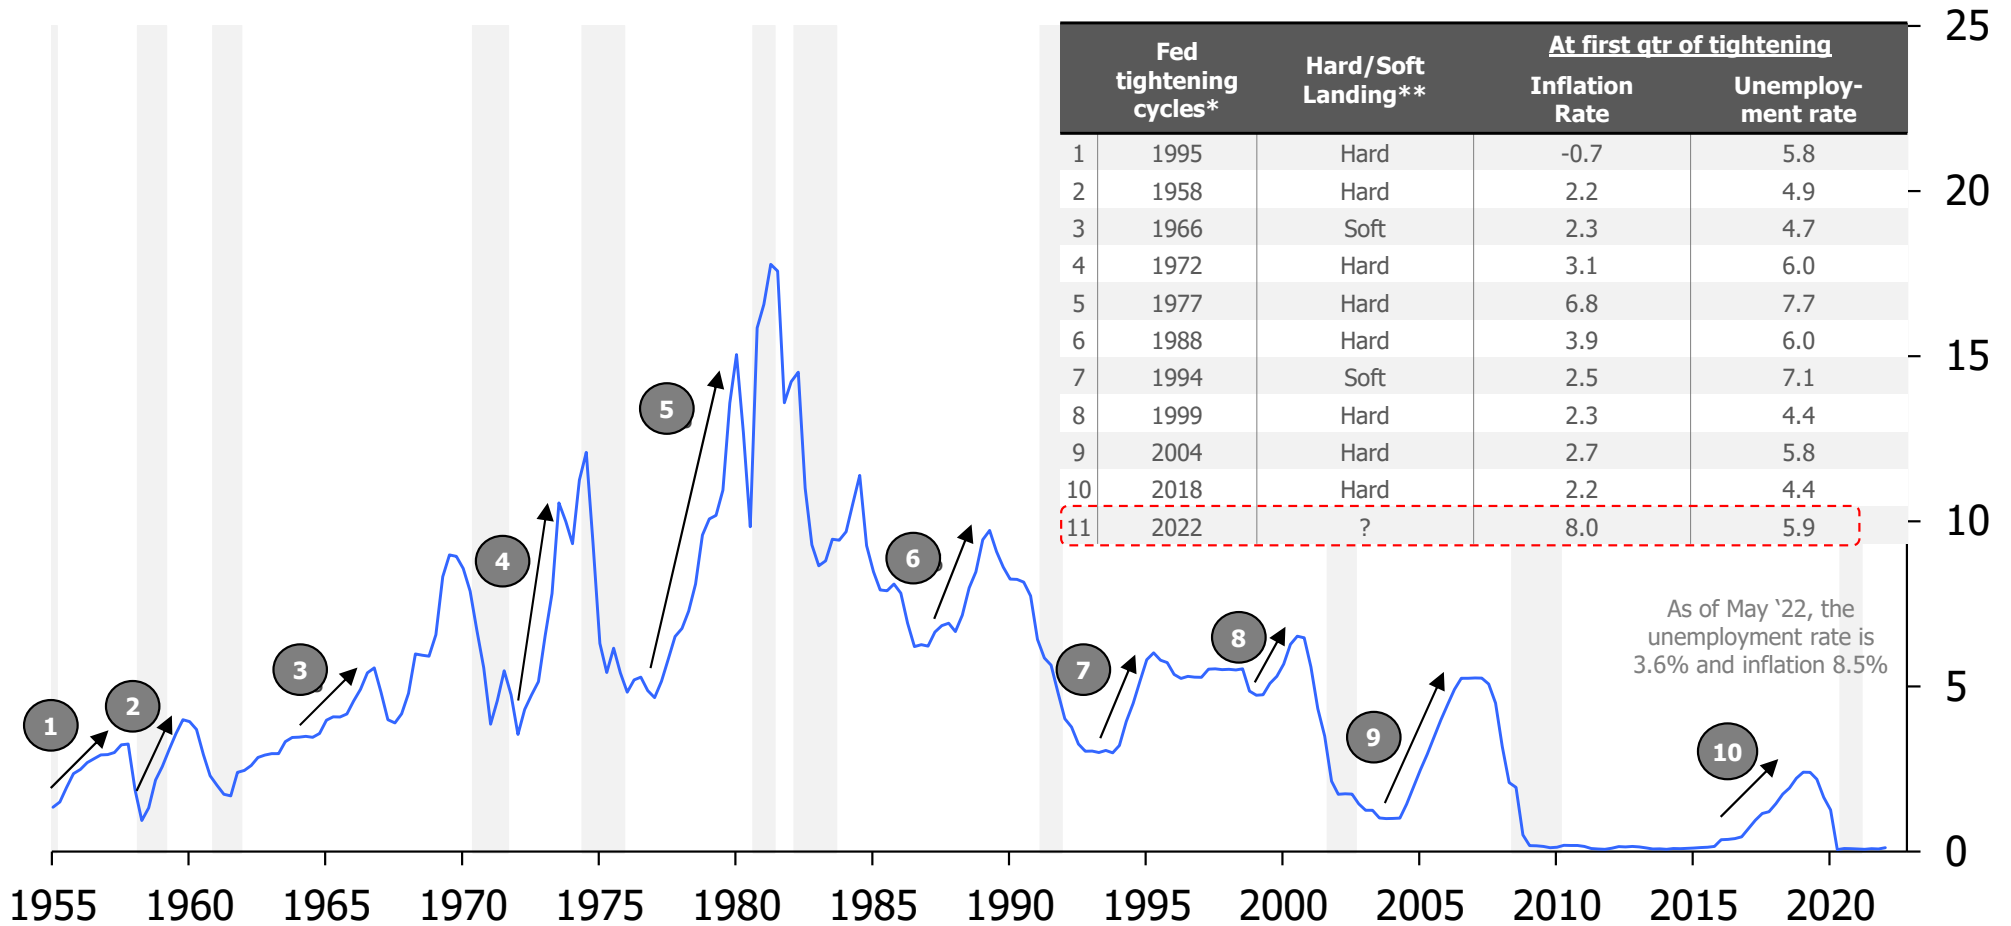 Fed tightening cycles* Hard/Soft Landing** At first qtr of tightening
Inflation Rate Unemploy-ment rate
1 1995 Hard -0.7 5.8
2 1958 Hard 2.2 4.9
3 1966 Soft 2.3 4.7
4 1972 Hard 3.1 6.0
5 1977 Hard 6.8 7.7
6 1988 Hard 3.9 6.0
7 1994 Soft 2.5 7.1
8 1999 Hard 2.3 4.4
9 2004 Hard 2.7 5.8
10 2018 Hard 2.2 4.4
11 2022 ? 8.0 5.9
As of May ‘22, the
unemployment rate is
3.6% and inflation 8.5%
1
2
3
4
5
6
7
8
9
10
25
20
15
10
5
0
1955 1960 1965 1970 1975 1980 1985 1990 1995 2000 2005 2010 2015 2020